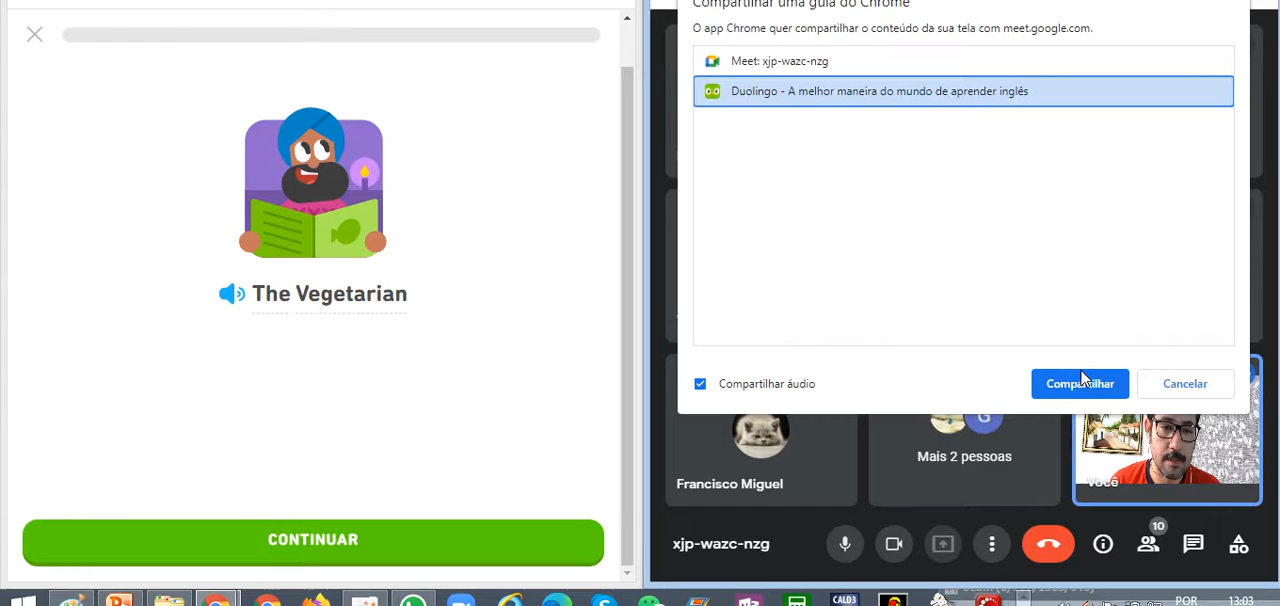 Compartilhar uma guia do Chrome
O app Chrome quer compartilhar o conteúdo da sua tela com meet.google.com.
Meet: xjp-wazc-nzg
Duolingo - A melhor maneira do mundo de aprender inglês
The Vegetarian
Compartilhar áudio
Compartilhar
Cancelar
G
Mais 2 pessoas
Francisco Miguel
Você
CONTINUAR
xjp-wazc-nzg
10
CALD3
POR
13:03